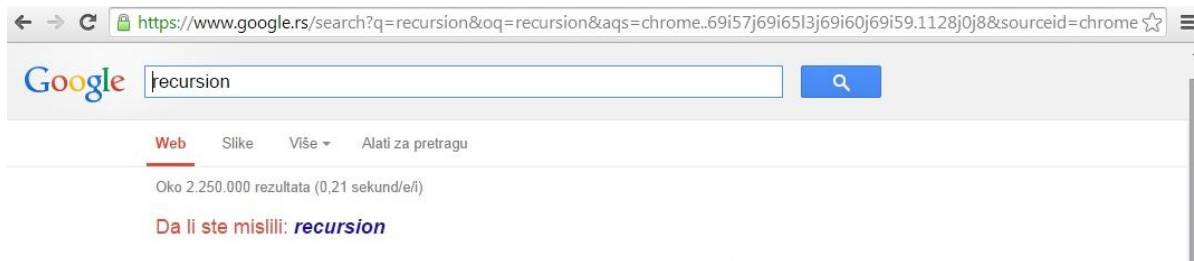 https://www.google.rs/search?q=recursion&oq=recursion&aqs=chrome..69i57j69i65l3j69i60j69i59.1128j0j8&sourceid=chrome
Google recursion
Web Slike Više Alati za pretragu
Oko 2.250.000 rezultata (0,21 sekund/e/i)
Da li ste mislili: recursion